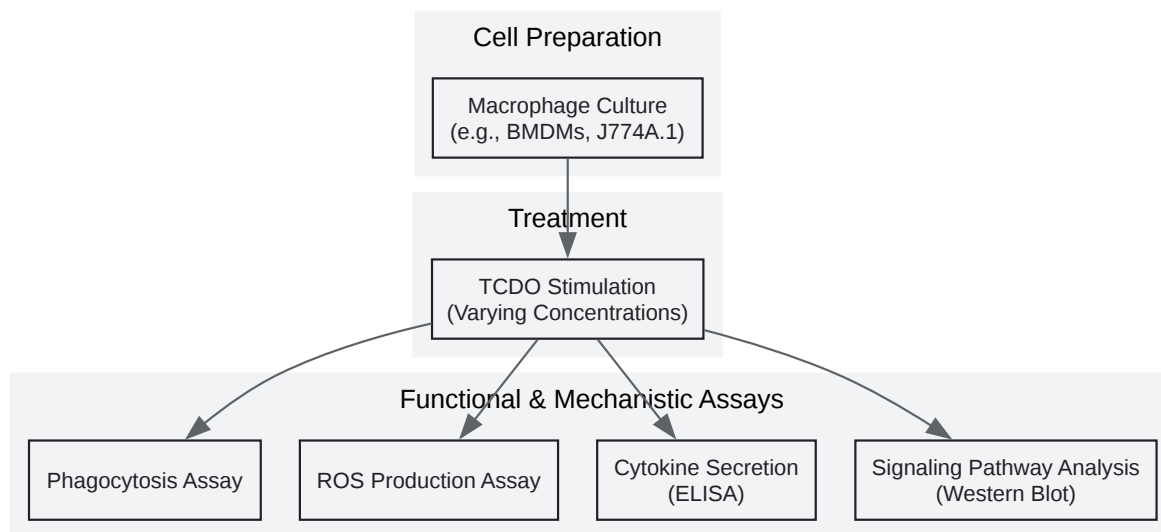 Cell Preparation
Macrophage Culture
(e.g., BMDMs, J774A.1)
Treatment
TCDO Stimulation
(Varying Concentrations)
Functional & Mechanistic Assays
Phagocytosis Assay
ROS Production Assay
Cytokine Secretion
(ELISA)
Signaling Pathway Analysis
(Western Blot)